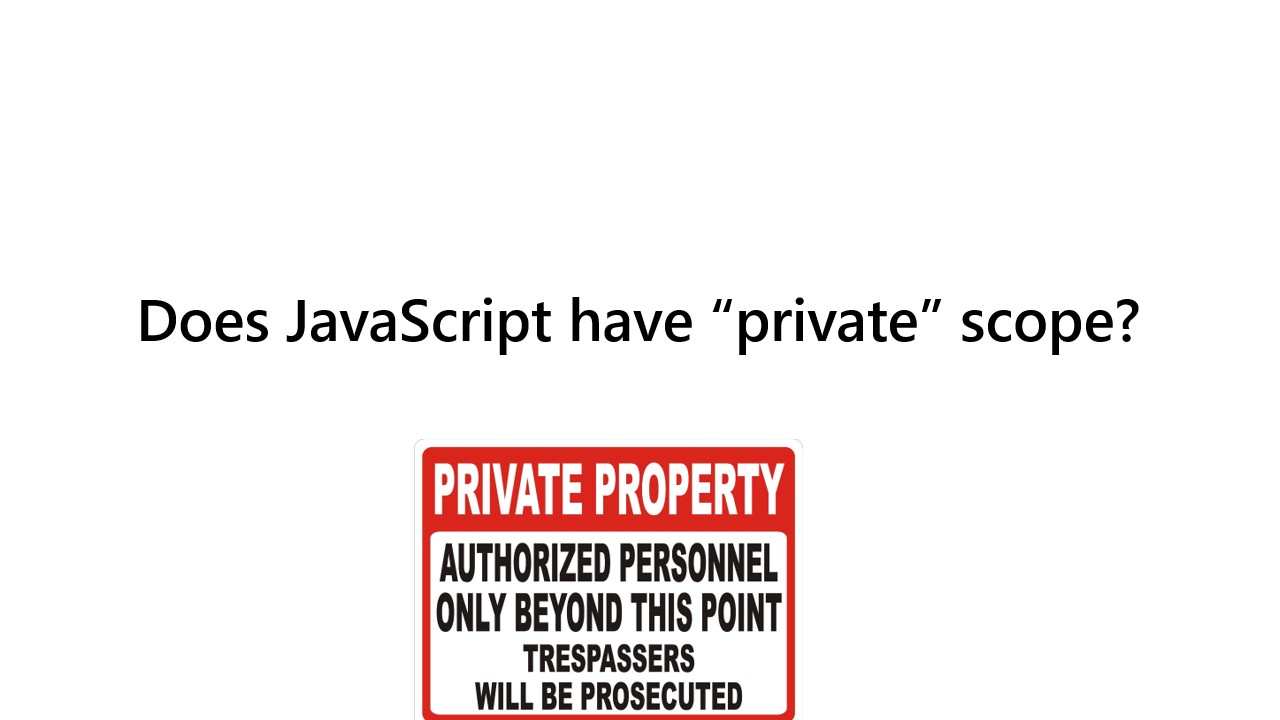 Does JavaScript have “private” scope?
PRIVATE PROPERTY
AUTHORIZED PERSONNEL
ONLY BEYOND THIS POINT
TRESPASSERS
WILL BE PROSECUTED